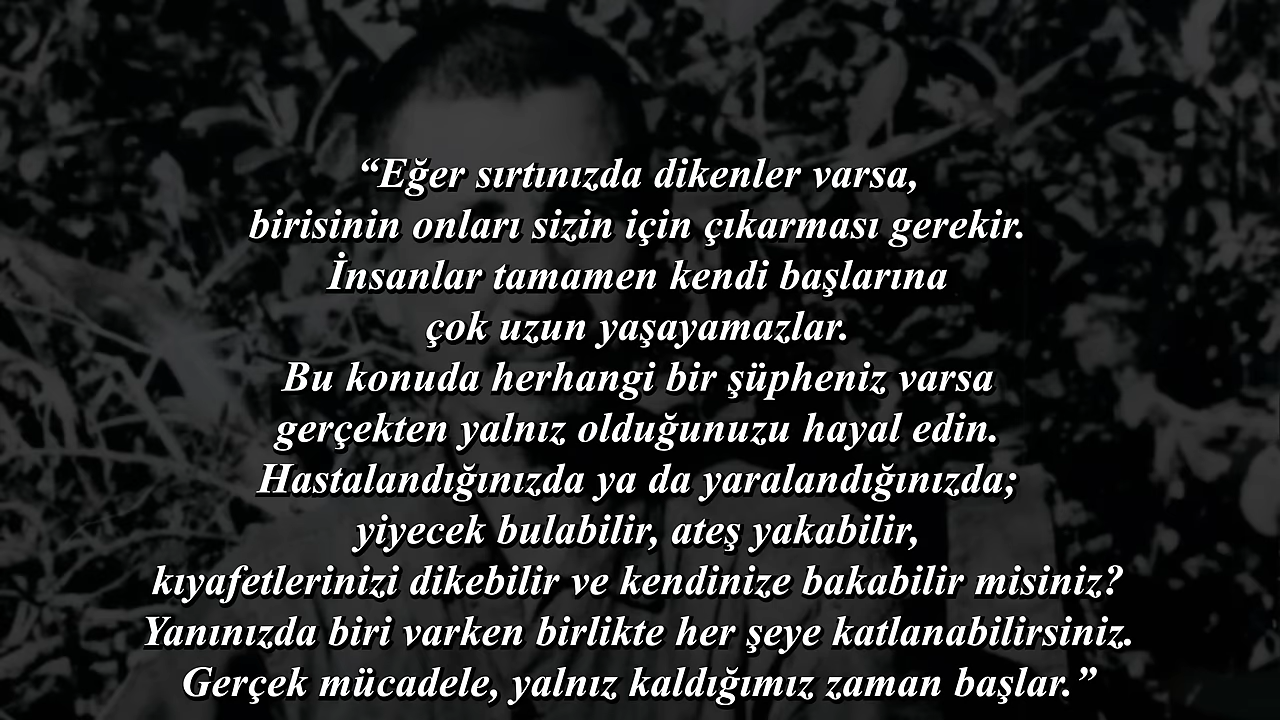 “Eğer sırtınızda dikenler varsa,
birisinin onları sizin için çıkarması gerekir.
İnsanlar tamamen kendi başlarına
çok uzun yaşayamazlar.
Bu konuda herhangi bir şüpheniz varsa
gerçekten yalnız olduğunuzu hayal edin.
Hastalandığınızda ya da yaralandığınızda;
yiyecek bulabilir, ateş yakabilir,
kıyafetlerinizi dikebilir ve kendinize bakabilir misiniz?
Yanınızda biri varken birlikte her şeye katlanabilirsiniz.
Gerçek mücadele, yalnız kaldığımız zaman başlar.”